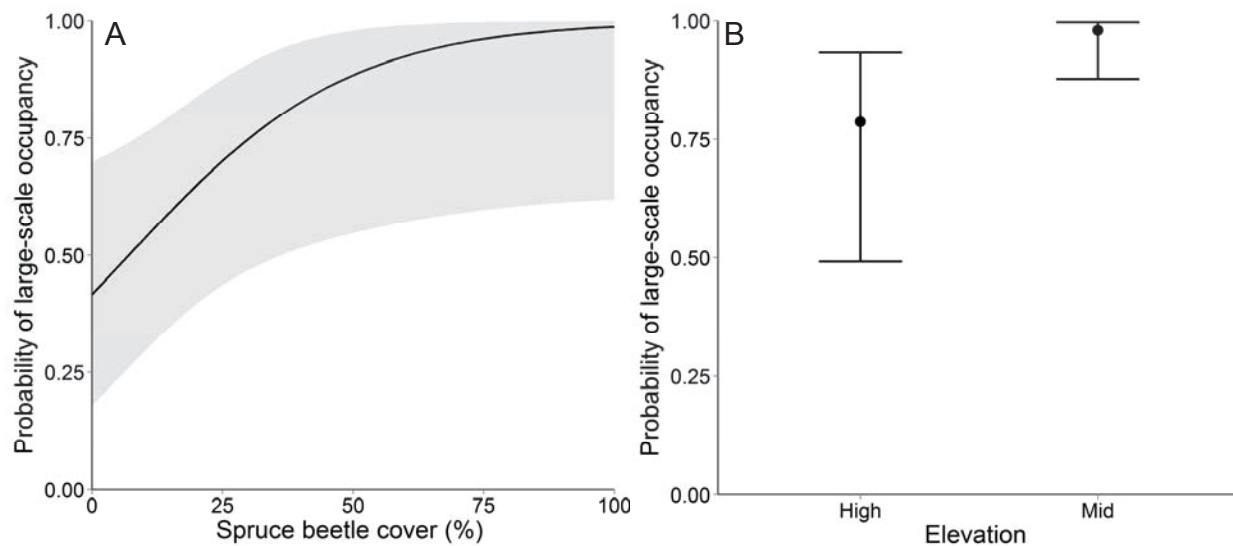 A
Probability of large-scale occupancy
1.00
0.75
0.50
0.25
0.00
0
25
50
75
100
Spruce beetle cover (%)
B
Probability of large-scale occupancy
1.00
0.75
0.50
0.25
0.00
High
Mid
Elevation